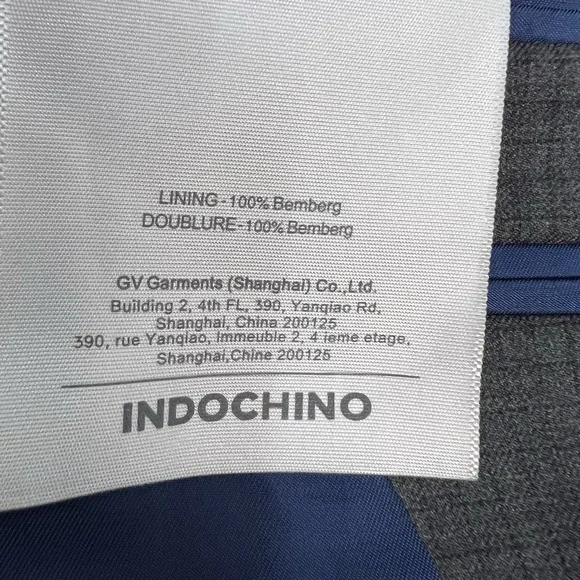 LINING-100% Bemberg
DOUBLURE-100% Bemberg
GV Garments (Shanghai) Co.,Ltd.
Building 2, 4th FL, 390, Yanqiao Rd,
Shanghai, China 200125
390, rue Yanqiao, Immeuble 2, 4 ieme etage,
Shanghai,Chine 200125
INDOCHINO